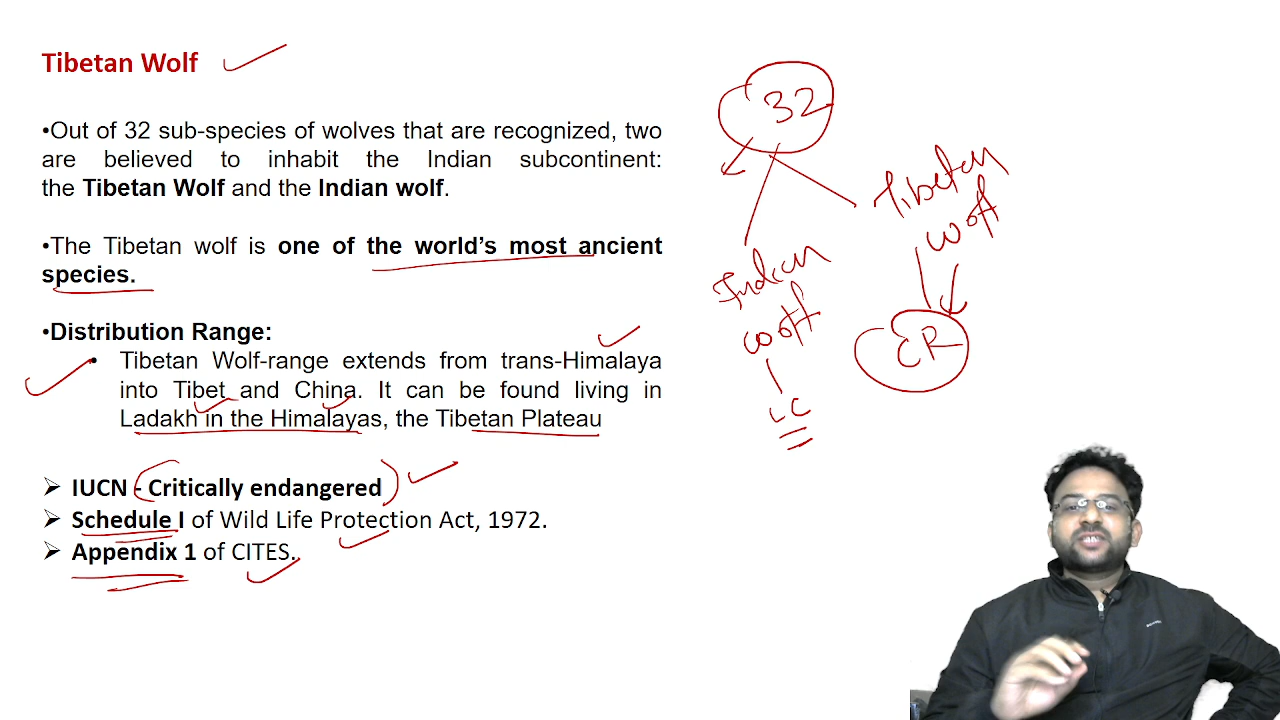 Tibetan Wolf
•Out of 32 sub-species of wolves that are recognized, two
are believed to inhabit the Indian subcontinent:
the Tibetan Wolf and the Indian wolf.
•The Tibetan wolf is one of the world’s most ancient
species.
•Distribution Range:
• Tibetan Wolf-range extends from trans-Himalaya
into Tibet and China. It can be found living in
Ladakh in the Himalayas, the Tibetan Plateau
➢ IUCN - Critically endangered
➢ Schedule I of Wild Life Protection Act, 1972.
➢ Appendix 1 of CITES.
32
Tibetan
woff
Indian
woff
CR
LC